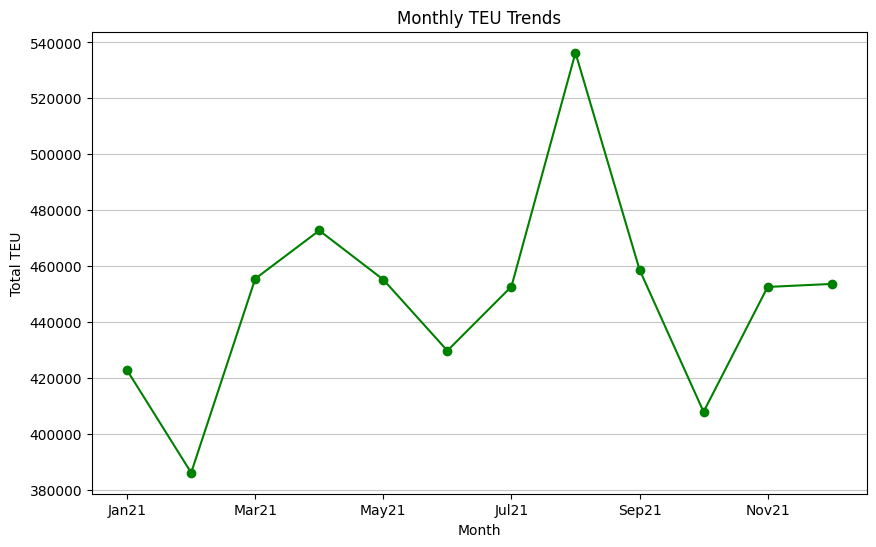 Monthly TEU Trends
Total TEU
540000
520000
500000
480000
460000
440000
420000
400000
380000
Jan21 Mar21 May21 Jul21 Sep21 Nov21
Month